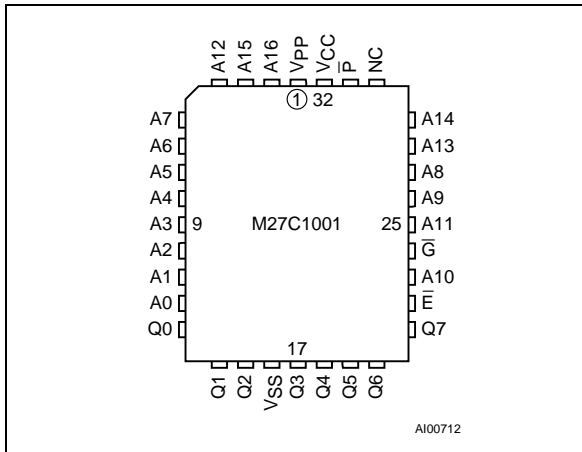 A12 A15 A16 VPP VCC P̅ NC
① 32
A7 A14
A6 A13
A5 A8
A4 A9
A3 9 M27C1001 25 A11
A2 G̅
A1 A10
A0 E̅
Q0 Q7
17
Q1 Q2 VSS Q3 Q4 Q5 Q6
AI00712